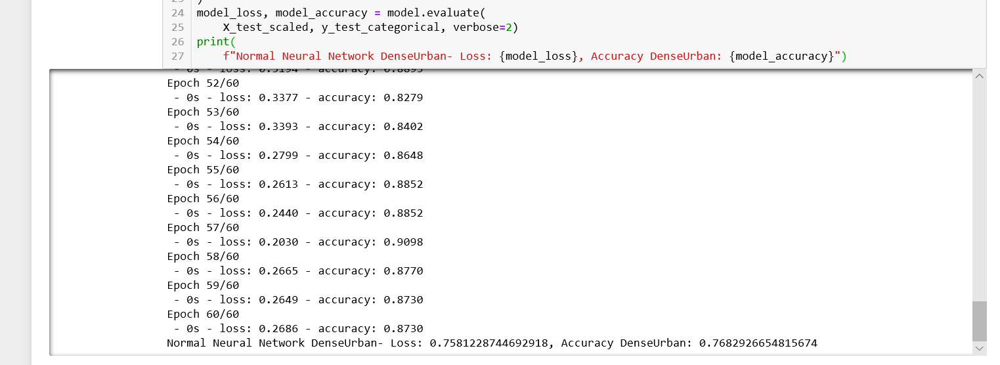 23 )
24 model_loss, model_accuracy = model.evaluate(
25 X_test_scaled, y_test_categorical, verbose=2)
26 print(
27 f"Normal Neural Network DenseUrban- Loss: {model_loss}, Accuracy DenseUrban: {model_accuracy}")
- 0s - loss: 0.3194 - accuracy: 0.8893
Epoch 52/60
- 0s - loss: 0.3377 - accuracy: 0.8279
Epoch 53/60
- 0s - loss: 0.3393 - accuracy: 0.8402
Epoch 54/60
- 0s - loss: 0.2799 - accuracy: 0.8648
Epoch 55/60
- 0s - loss: 0.2613 - accuracy: 0.8852
Epoch 56/60
- 0s - loss: 0.2440 - accuracy: 0.8852
Epoch 57/60
- 0s - loss: 0.2030 - accuracy: 0.9098
Epoch 58/60
- 0s - loss: 0.2665 - accuracy: 0.8770
Epoch 59/60
- 0s - loss: 0.2649 - accuracy: 0.8730
Epoch 60/60
- 0s - loss: 0.2686 - accuracy: 0.8730
Normal Neural Network DenseUrban- Loss: 0.7581228744692918, Accuracy DenseUrban: 0.7682926654815674